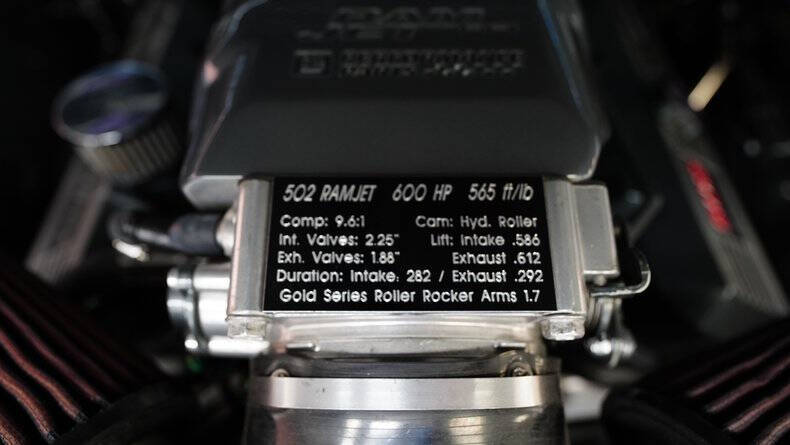 RAM
JET
502 RAMJET 600 HP 565 ft/lb
Comp: 9.6:1 Cam: Hyd. Roller
Int. Valves: 2.25" Lift: Intake .586
Exh. Valves: 1.88" Exhaust .612
Duration: Intake: 282 / Exhaust .292
Gold Series Roller Rocker Arms 1.7